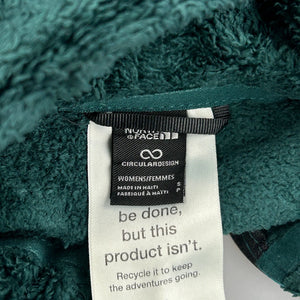 NORTH
FACE
CIRCULARDESIGN
WOMENS/FEMMES
MADE IN HAITI
FABRIQUÉ À HAÏTI
S
P
be done,
but this
product isn't.
Recycle it to keep
the adventures going.